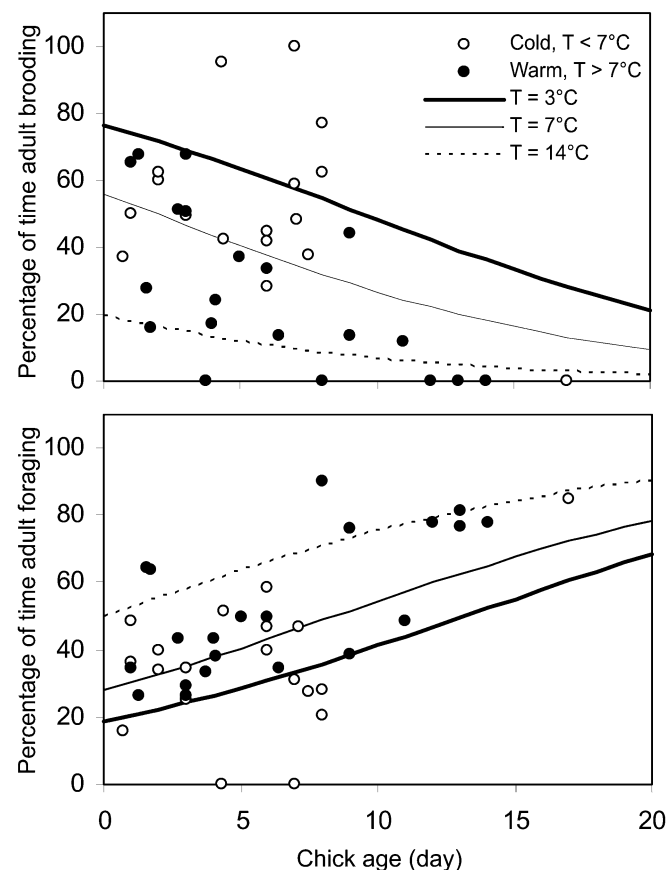 Percentage of time adult brooding
100
80
60
40
20
0
Cold, T < 7°C
Warm, T > 7°C
T = 3°C
T = 7°C
T = 14°C
Percentage of time adult foraging
100
80
60
40
20
0
0 5 10 15 20
Chick age (day)